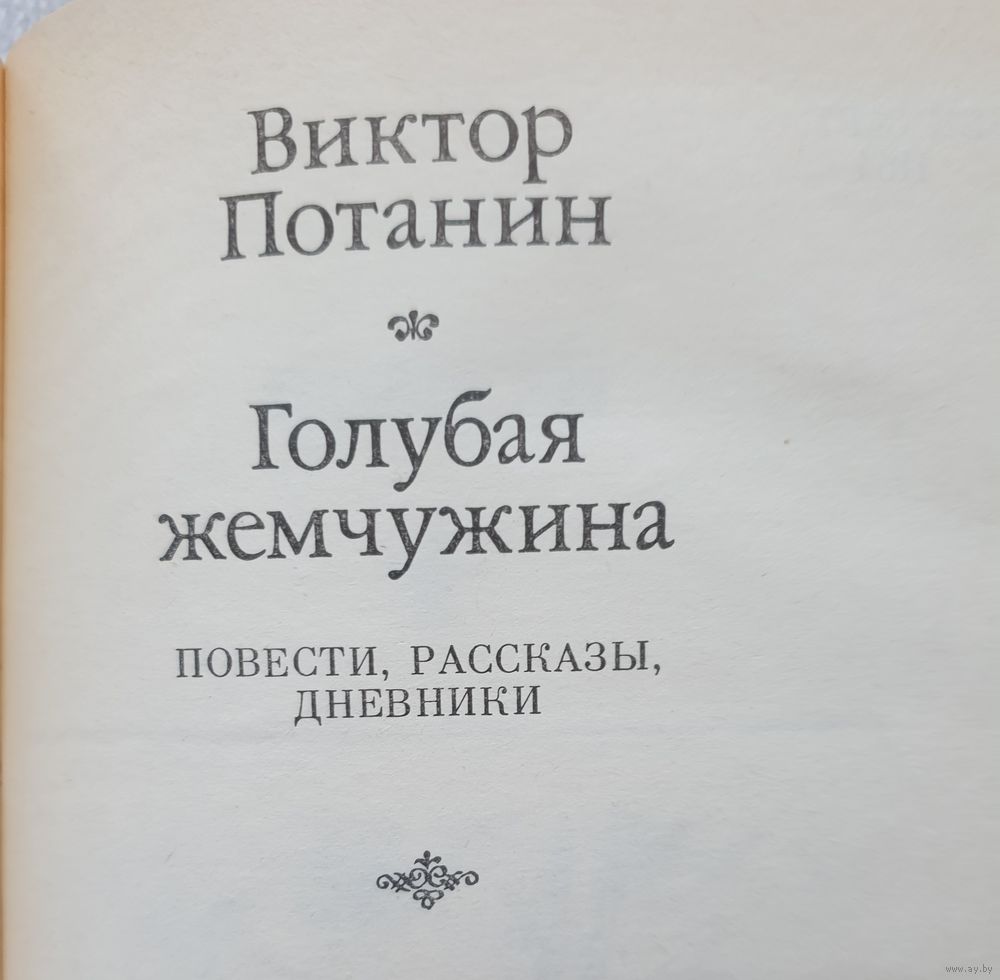 Виктор
Потанин
Голубая
жемчужина
ПОВЕСТИ, РАССКАЗЫ,
ДНЕВНИКИ
www.ay.by